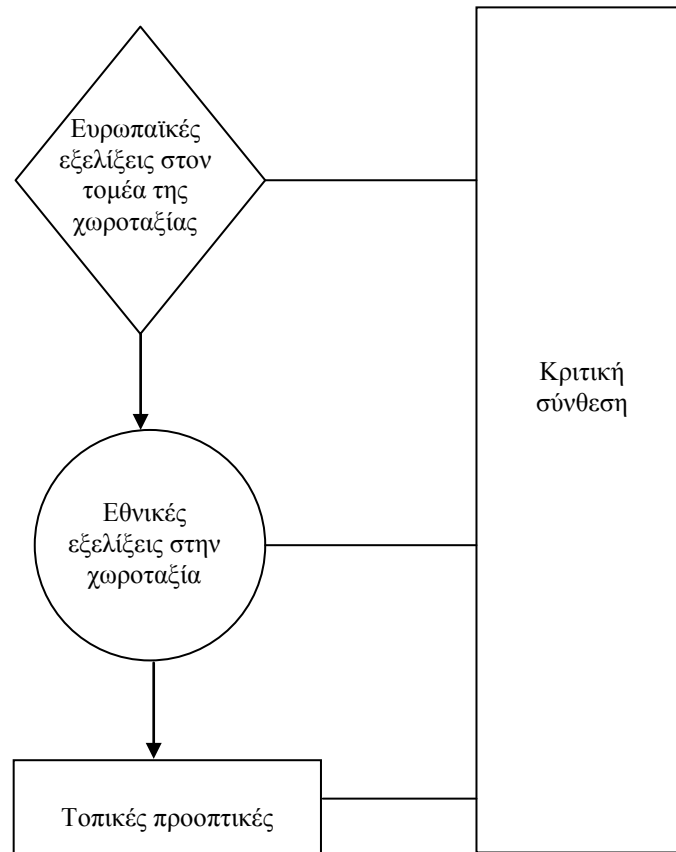 Ευρωπαϊκές
εξελίξεις στον
τομέα της
χωροταξίας
Κριτική
σύνθεση
Εθνικές
εξελίξεις στην
χωροταξία
Τοπικές προοπτικές